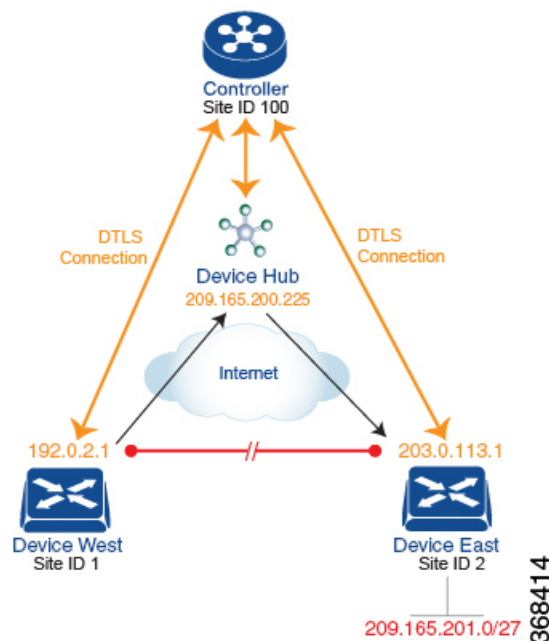 Controller
Site ID 100
DTLS
Connection
DTLS
Connection
Device Hub
209.165.200.225
Internet
192.0.2.1
203.0.113.1
Device West
Site ID 1
Device East
Site ID 2
209.165.201.0/27
368414